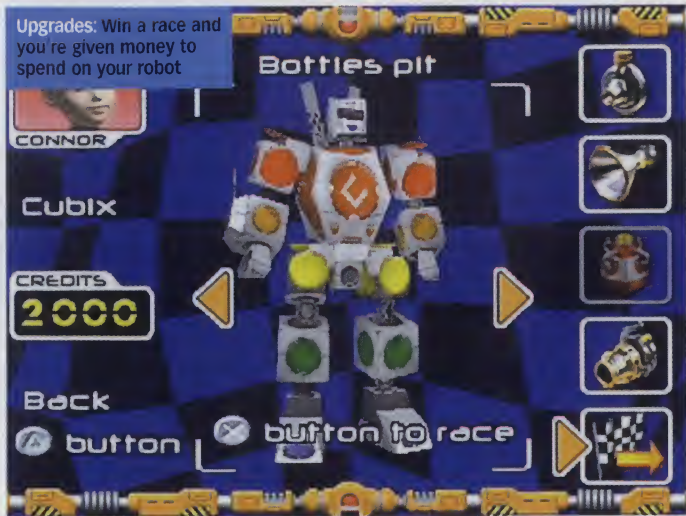 Upgrades: Win a race and
you're given money to
spend on your robot
Bottles pit
CONNOR
Cubix
CREDITS
2000
Back
button
button to race